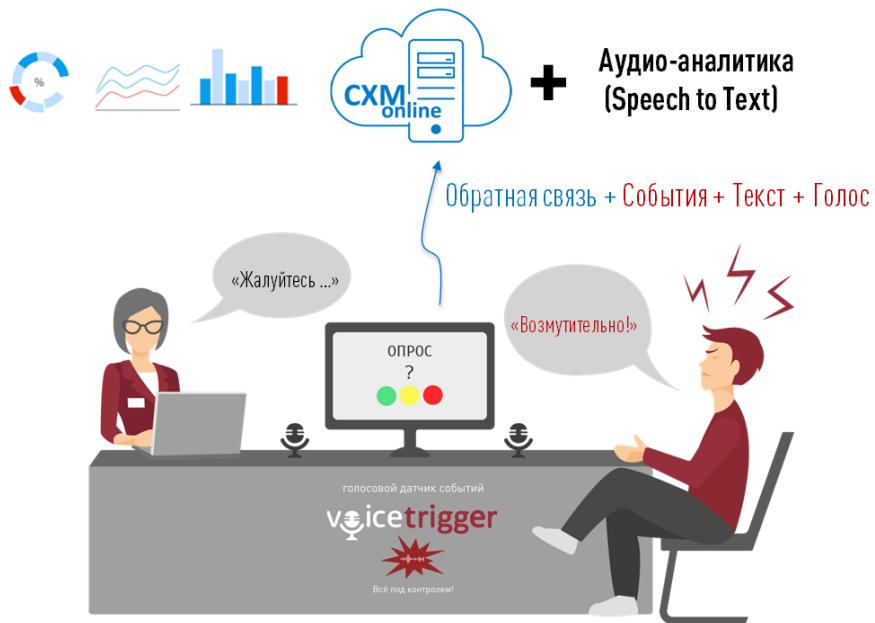 %
CXM
online
+
Аудио-аналитика
(Speech to Text)
Обратная связь + События + Текст + Голос
«Жалуйтесь ...»
«Возмутительно!»
ОПРОС
?
голосовой датчик событий
voicetrigger
Всё под контролем!